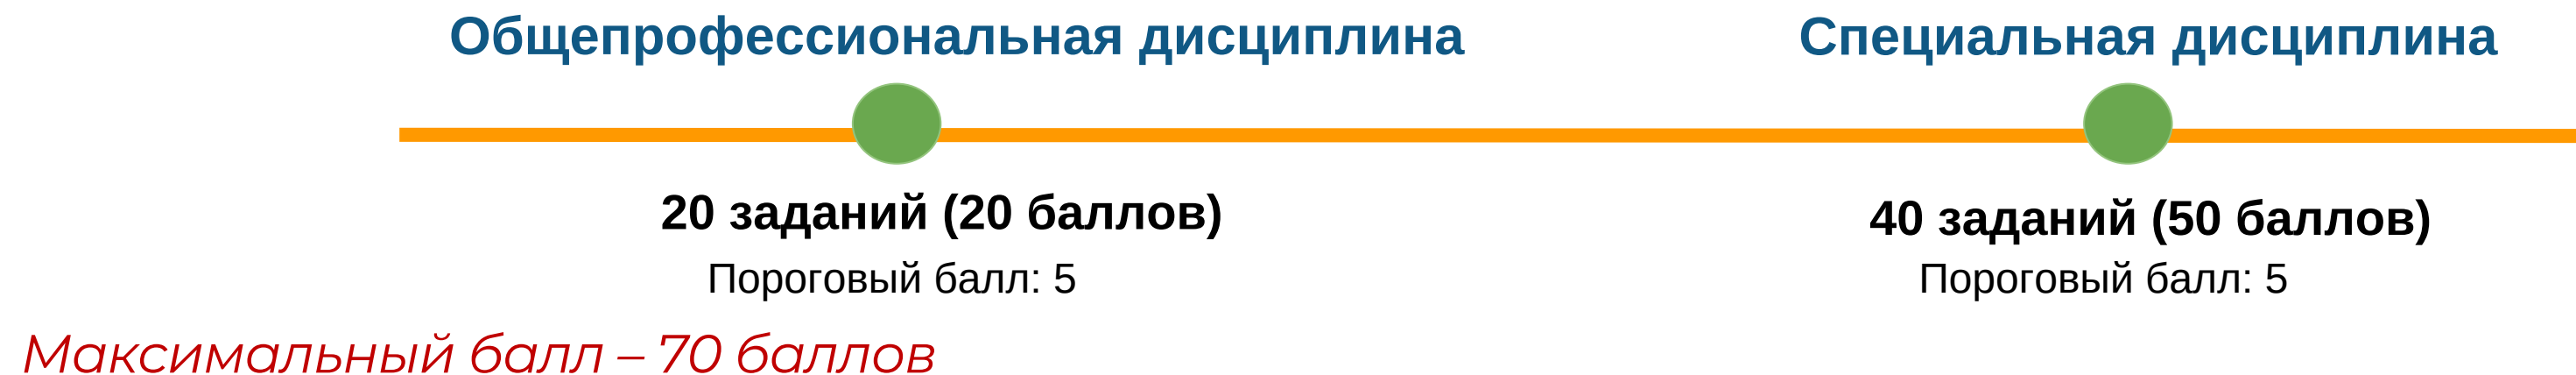 Общепрофессиональная дисциплина
Специальная дисциплина
20 заданий (20 баллов)
40 заданий (50 баллов)
Пороговый балл: 5
Пороговый балл: 5
Максимальный балл – 70 баллов